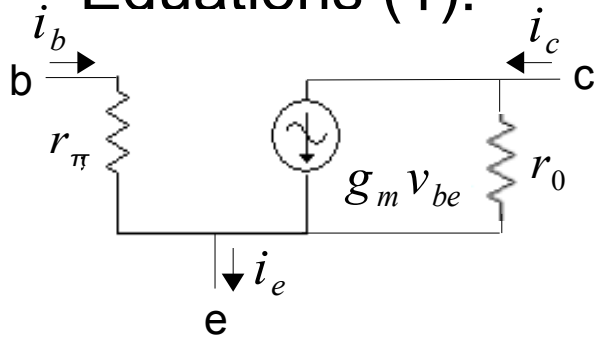 Equations (1).
i_b
i_c
b
c
r_π
g_m v_be
r_0
i_e
e